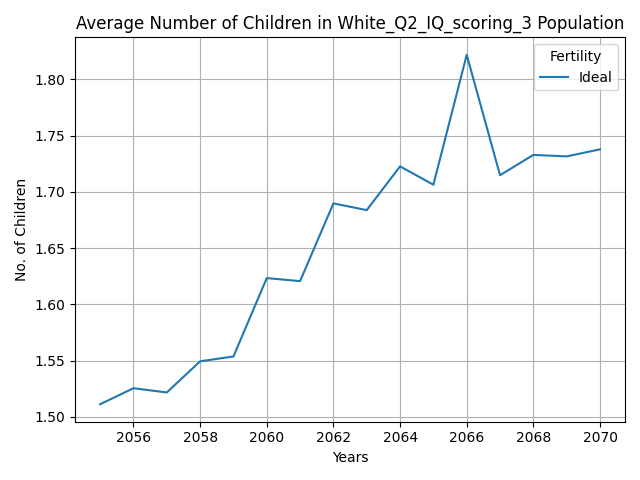 Average Number of Children in White_Q2_IQ_scoring_3 Population
Fertility
Ideal
1.80
1.75
1.70
1.65
1.60
1.55
1.50
No. of Children
2056 2058 2060 2062 2064 2066 2068 2070
Years